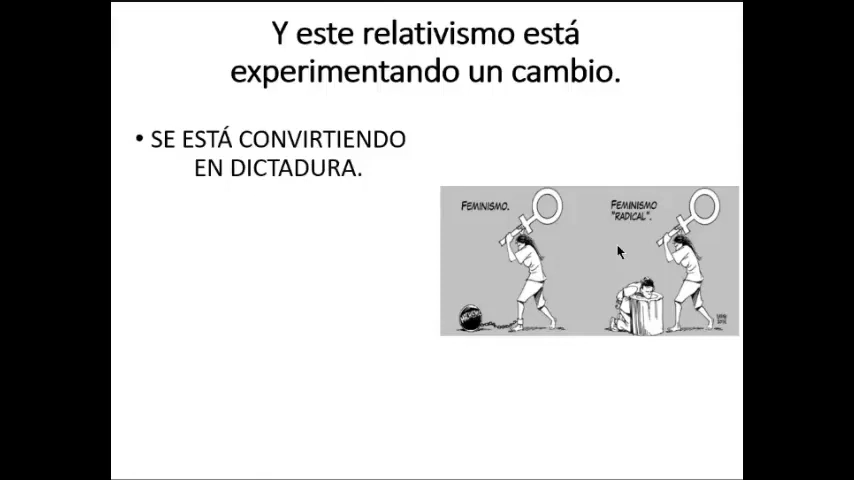 Y este relativismo está
experimentando un cambio.
• SE ESTÁ CONVIRTIENDO
EN DICTADURA.
FEMINISMO.
FEMINISMO
"RADICAL".